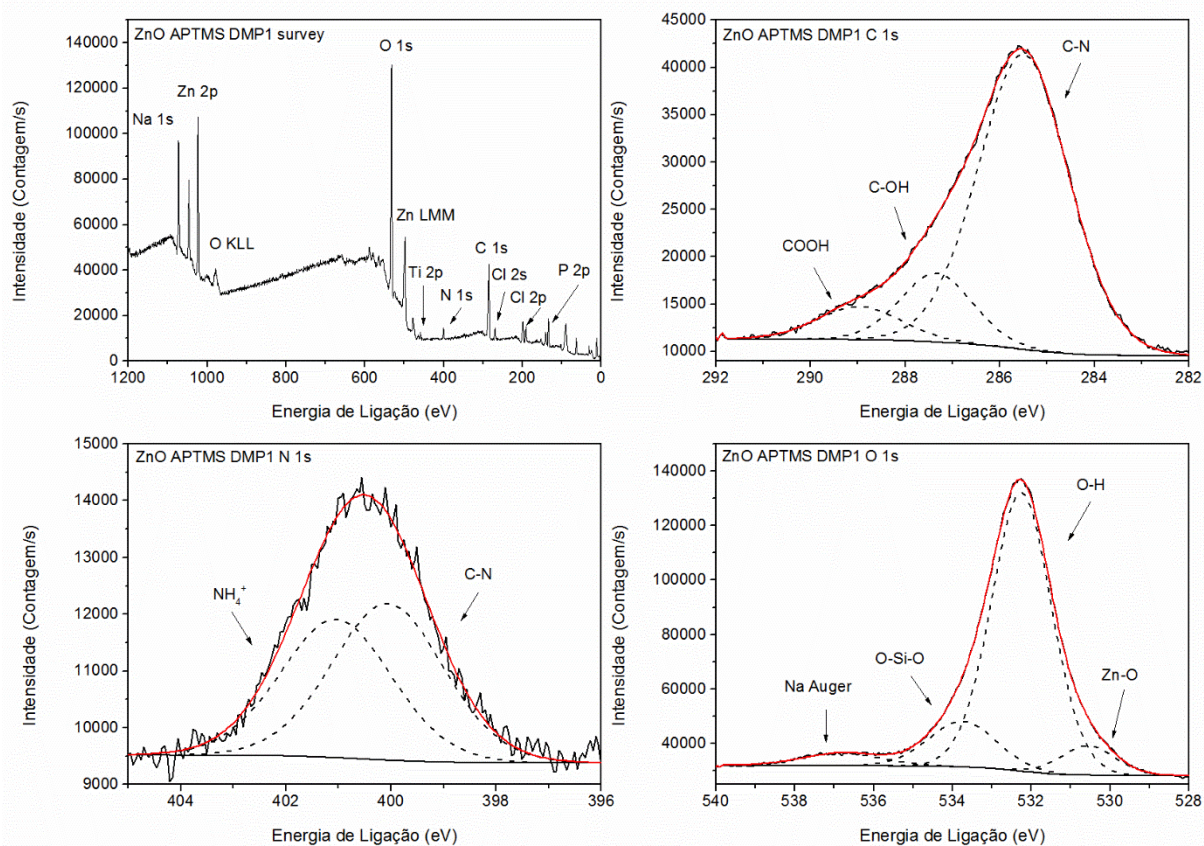 ZnO APTMS DMP1 survey
140000
120000
100000
80000
60000
40000
20000
0
Intensidade (Contagem/s)
Na 1s
Zn 2p
O KLL
O 1s
Zn LMM
Ti 2p
N 1s
C 1s
Cl 2s
Cl 2p
P 2p
1200 1000 800 600 400 200 0
Energia de Ligação (eV)
ZnO APTMS DMP1 C 1s
45000
40000
35000
30000
25000
20000
15000
10000
Intensidade (Contagem/s)
C-N
C-OH
COOH
292 290 288 286 284 282
Energia de Ligação (eV)
ZnO APTMS DMP1 N 1s
15000
14000
13000
12000
11000
10000
9000
Intensidade (Contagem/s)
NH₄⁺
C-N
404 402 400 398 396
Energia de Ligação (eV)
ZnO APTMS DMP1 O 1s
140000
120000
100000
80000
60000
40000
Intensidade (Contagem/s)
O-H
O-Si-O
Na Auger
Zn-O
540 538 536 534 532 530 528
Energia de Ligação (eV)